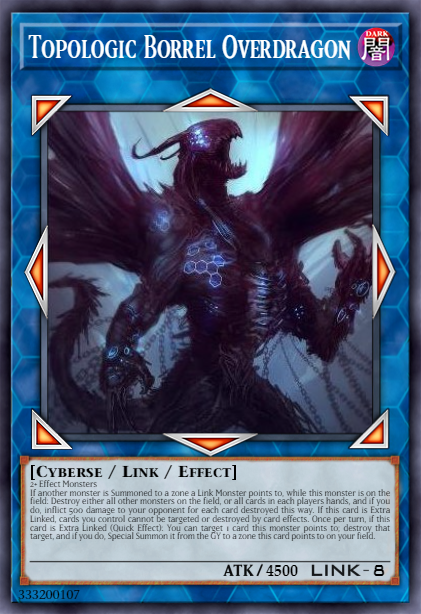 Topologic Borrel Overdragon
DARK
闇
[Cyberse / Link / Effect]
2+ Effect Monsters
If another monster is Summoned to a zone a Link Monster points to, while this monster is on the
field: Destroy either all other monsters on the field, or all cards in each players hands, and if you
do, inflict 500 damage to your opponent for each card destroyed this way. If this card is Extra
Linked, cards you control cannot be targeted or destroyed by card effects. Once per turn, if this
card is Extra Linked (Quick Effect): You can target 1 card this monster points to; destroy that
target, and if you do, Special Summon it from the GY to a zone this card points to on your field.
ATK / 4500 LINK - 8
333200107